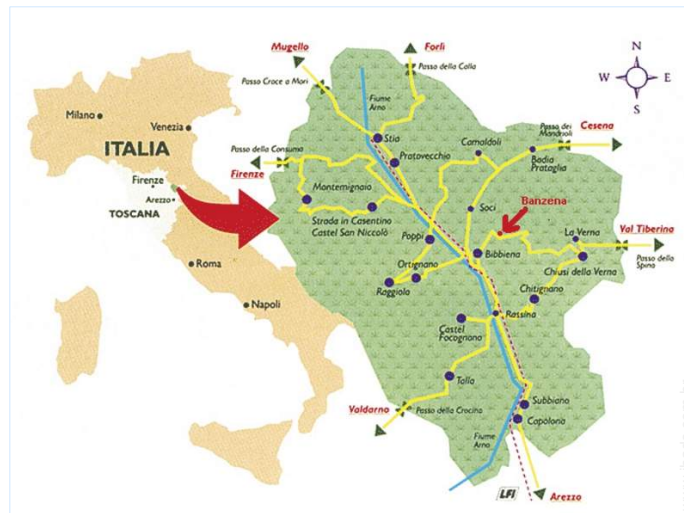 Mugello
Forlì
Passo della Calla
Passo Croce a Mori
Fiume
Arno
N
W
E
S
Milano
Venezia
ITALIA
Firenze
Arezzo
TOSCANA
Roma
Napoli
Passo della Consuma
Firenze
Stia
Pratovecchio
Camaldoli
Passo dei
Mandrioli
Cesena
Badia
Prataglia
Montemignaio
Strada in Casentino
Castel San Niccolò
Soci
Banzena
Poppi
Bibbiena
La Verna
Val Tiberina
Passo dello
Spino
Chiusi della Verna
Ortignano
Raggiolo
Chitignano
Rassina
Castel
Focognano
Talla
Valdarno
Passo della Crocina
Subbiano
Capolona
Fiume
Arno
LFI
Arezzo